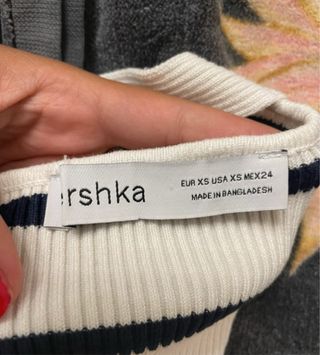 ershka
EUR XS USA XS MEX24
MADE IN BANGLADESH